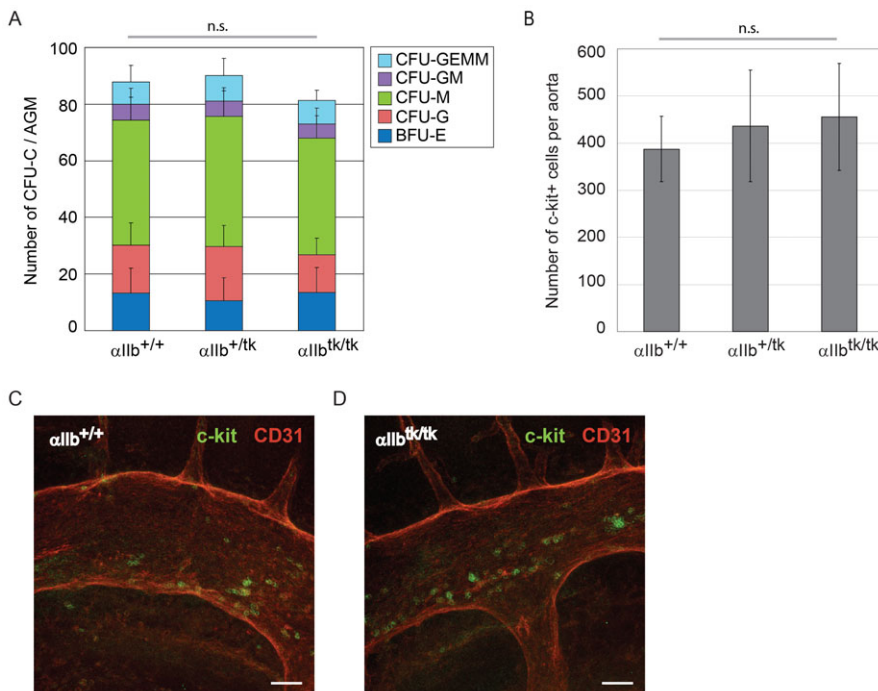 A
n.s.
Number of CFU-C / AGM
100
80
60
40
20
0
αIIb+/+
αIIb+/tk
αIIbtk/tk
CFU-GEMM
CFU-GM
CFU-M
CFU-G
BFU-E
B
n.s.
Number of c-kit+ cells per aorta
600
500
400
300
200
100
0
αIIb+/+
αIIb+/tk
αIIbtk/tk
C
αIIb+/+ c-kit CD31
D
αIIbtk/tk c-kit CD31